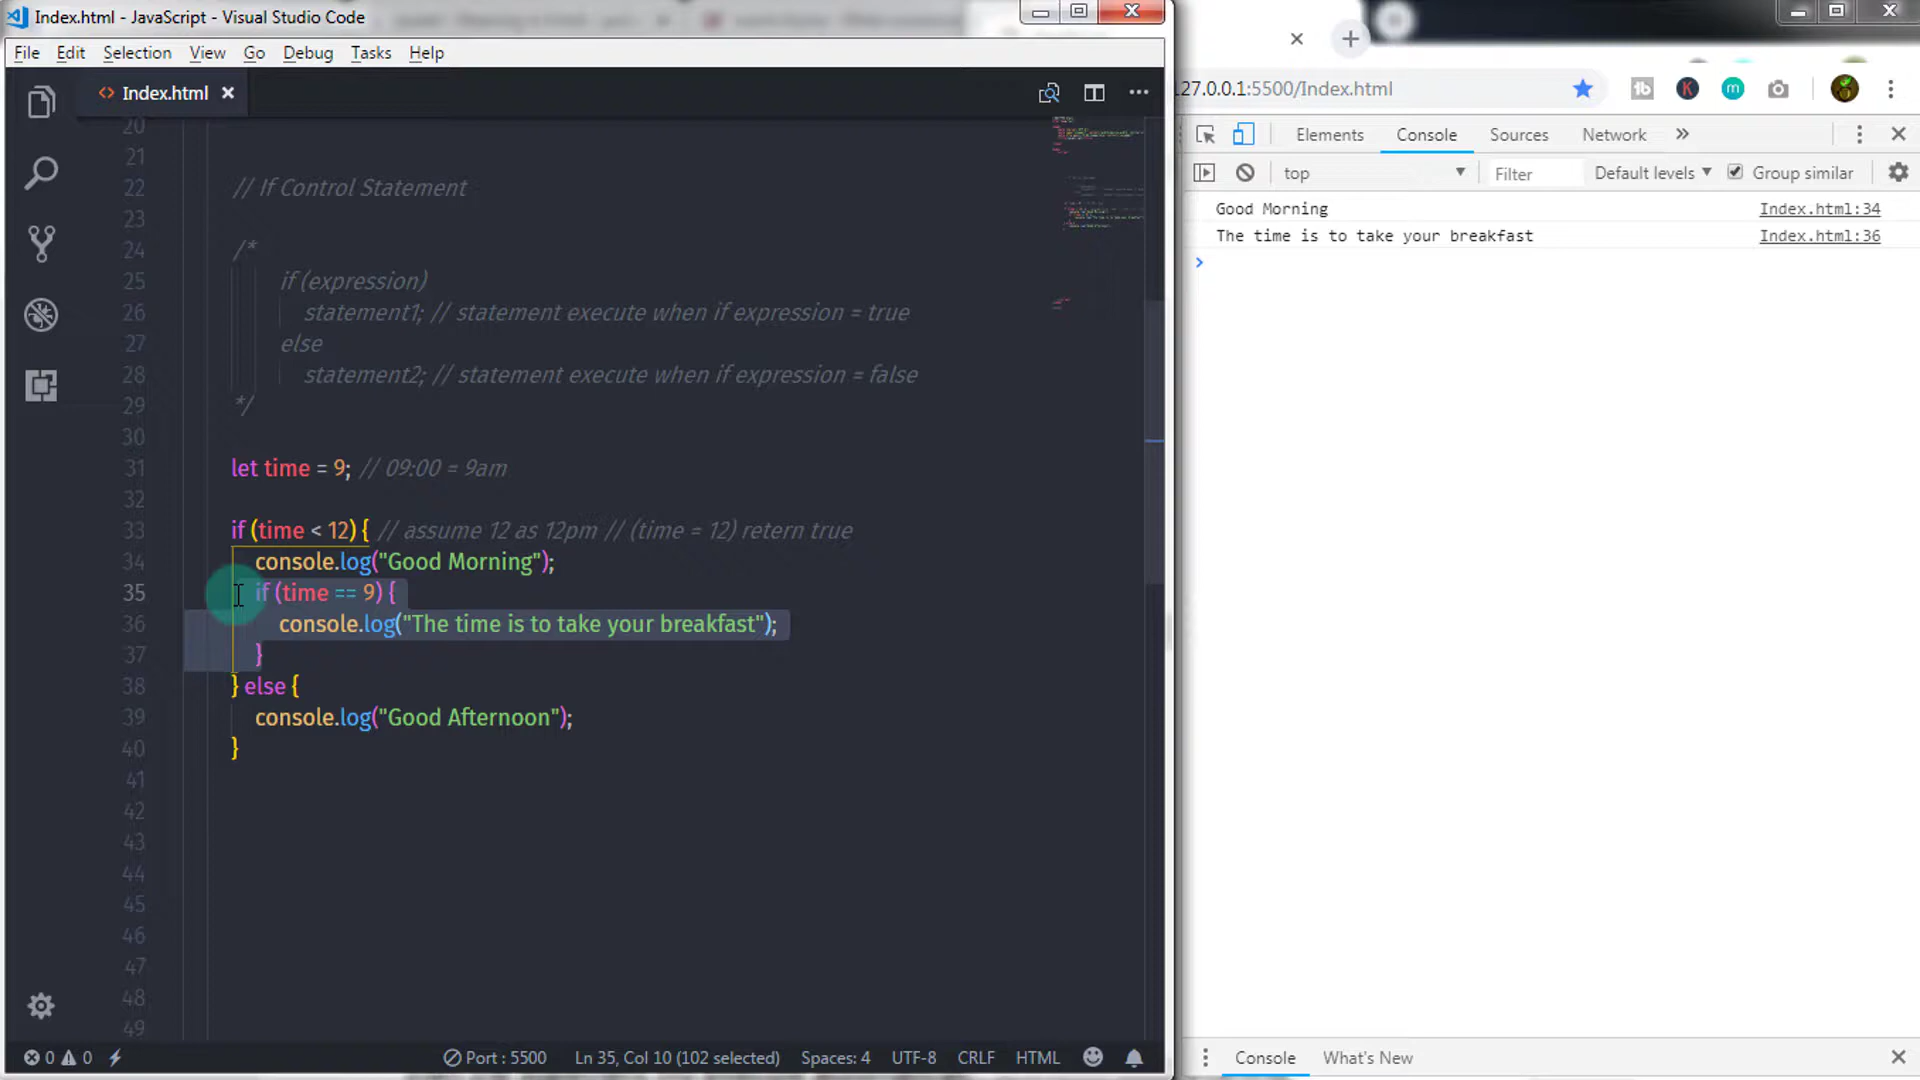 Index.html - JavaScript - Visual Studio Code
File Edit Selection View Go Debug Tasks Help
<> Index.html ×
20
21
22 // If Control Statement
23
24 /*
25 if (expression)
26 statement1; // statement execute when if expression = true
27 else
28 statement2; // statement execute when if expression = false
29 */
30
31 let time = 9; // 09:00 = 9am
32
33 if (time < 12) { // assume 12 as 12pm // (time = 12) retern true
34 console.log("Good Morning");
35 if (time == 9) {
36 console.log("The time is to take your breakfast");
37 }
38 } else {
39 console.log("Good Afternoon");
40 }
41
42
43
44
45
46
47
48
49
0 0 Port : 5500 Ln 35, Col 10 (102 selected) Spaces: 4 UTF-8 CRLF HTML
127.0.0.1:5500/Index.html tb K m
Elements Console Sources Network »
top Filter Default levels Group similar
Good Morning Index.html:34
The time is to take your breakfast Index.html:36
>
Console What's New